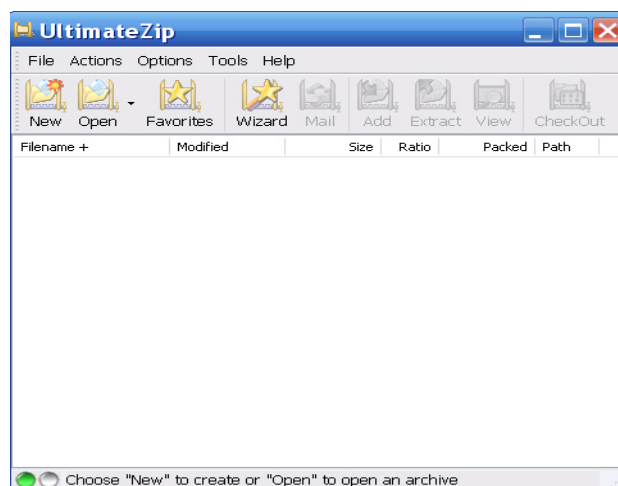 UltimateZip
File Actions Options Tools Help
New Open Favorites Wizard Mail Add Extract View CheckOut
Filename + Modified Size Ratio Packed Path
Choose "New" to create or "Open" to open an archive